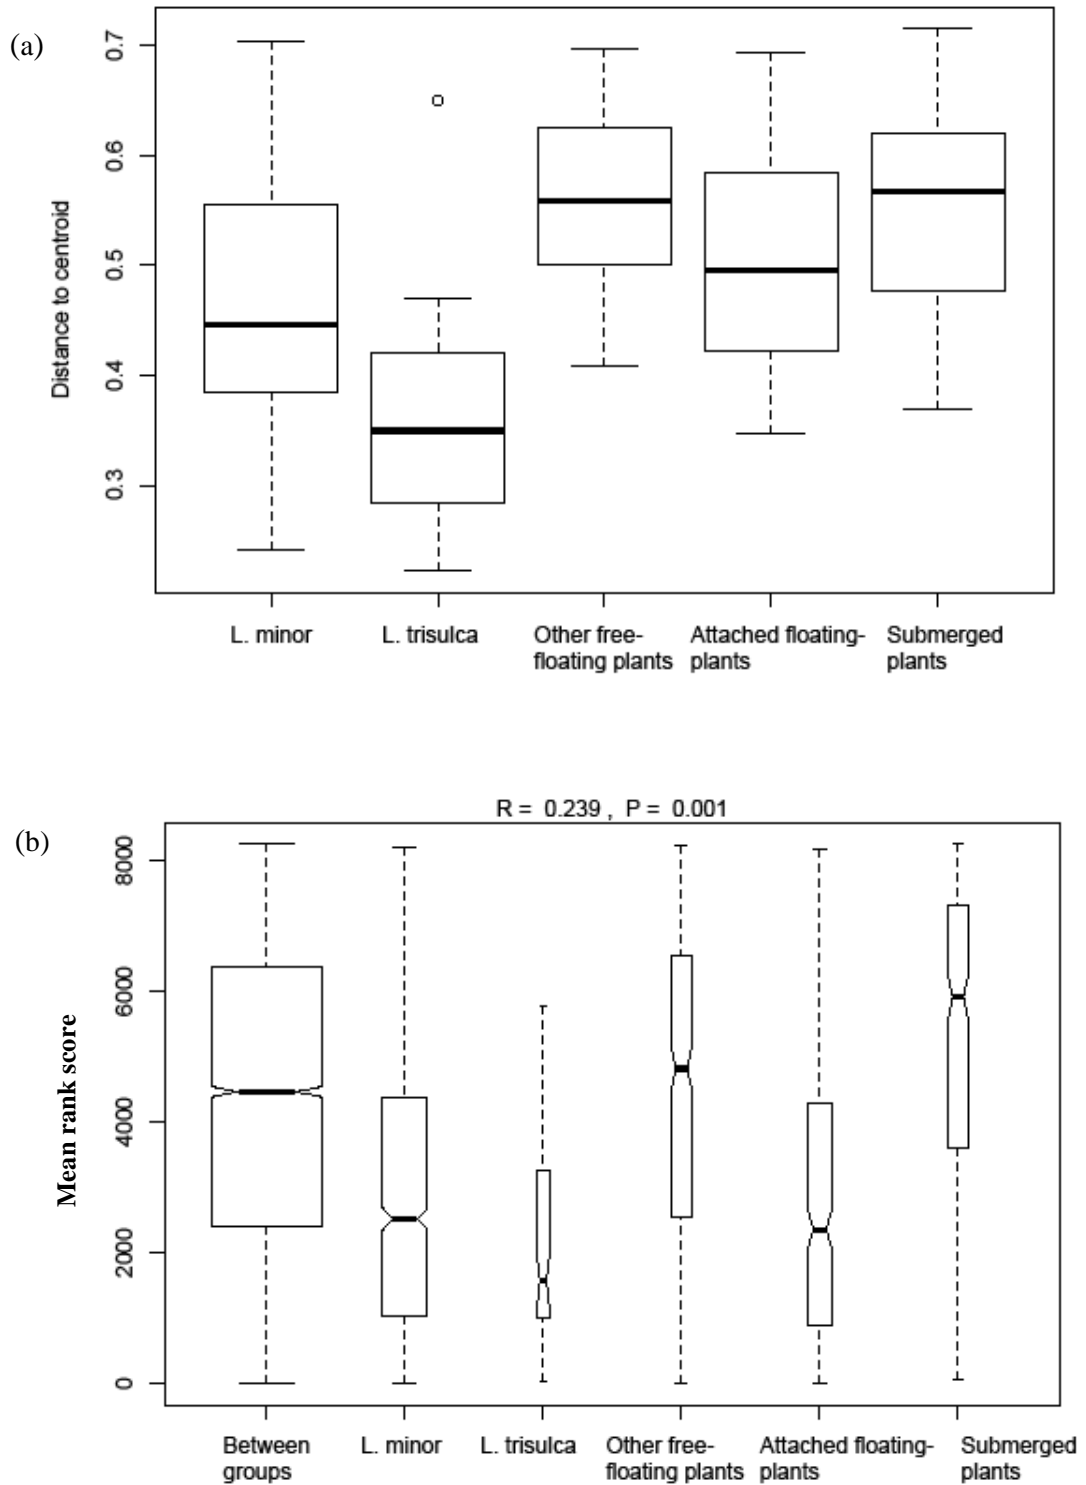 (a)
Distance to centroid
0.7
0.6
0.5
0.4
0.3
L. minor
L. trisulca
Other free-
floating plants
Attached floating-
plants
Submerged
plants
(b)
R = 0.239 , P = 0.001
Mean rank score
8000
6000
4000
2000
0
Between
groups
L. minor
L. trisulca
Other free-
floating plants
Attached floating-
plants
Submerged
plants